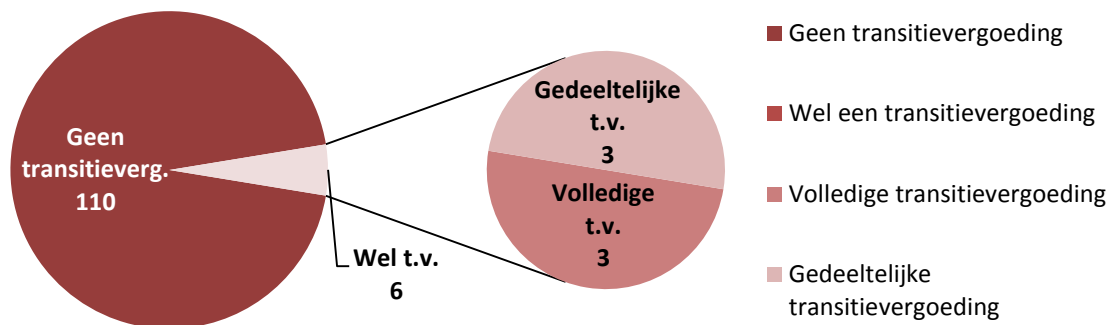 Geen
transitieverg.
110
Wel t.v.
6
Gedeeltelijke
t.v.
3
Volledige
t.v.
3
Geen transitievergoeding
Wel een transitievergoeding
Volledige transitievergoeding
Gedeeltelijke
transitievergoeding